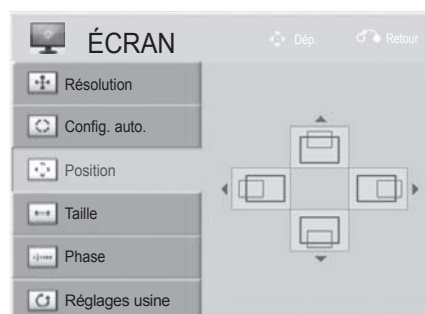 ÉCRAN
Dép.
Retour
Résolution
Config. auto.
Position
Taille
Phase
Réglages usine